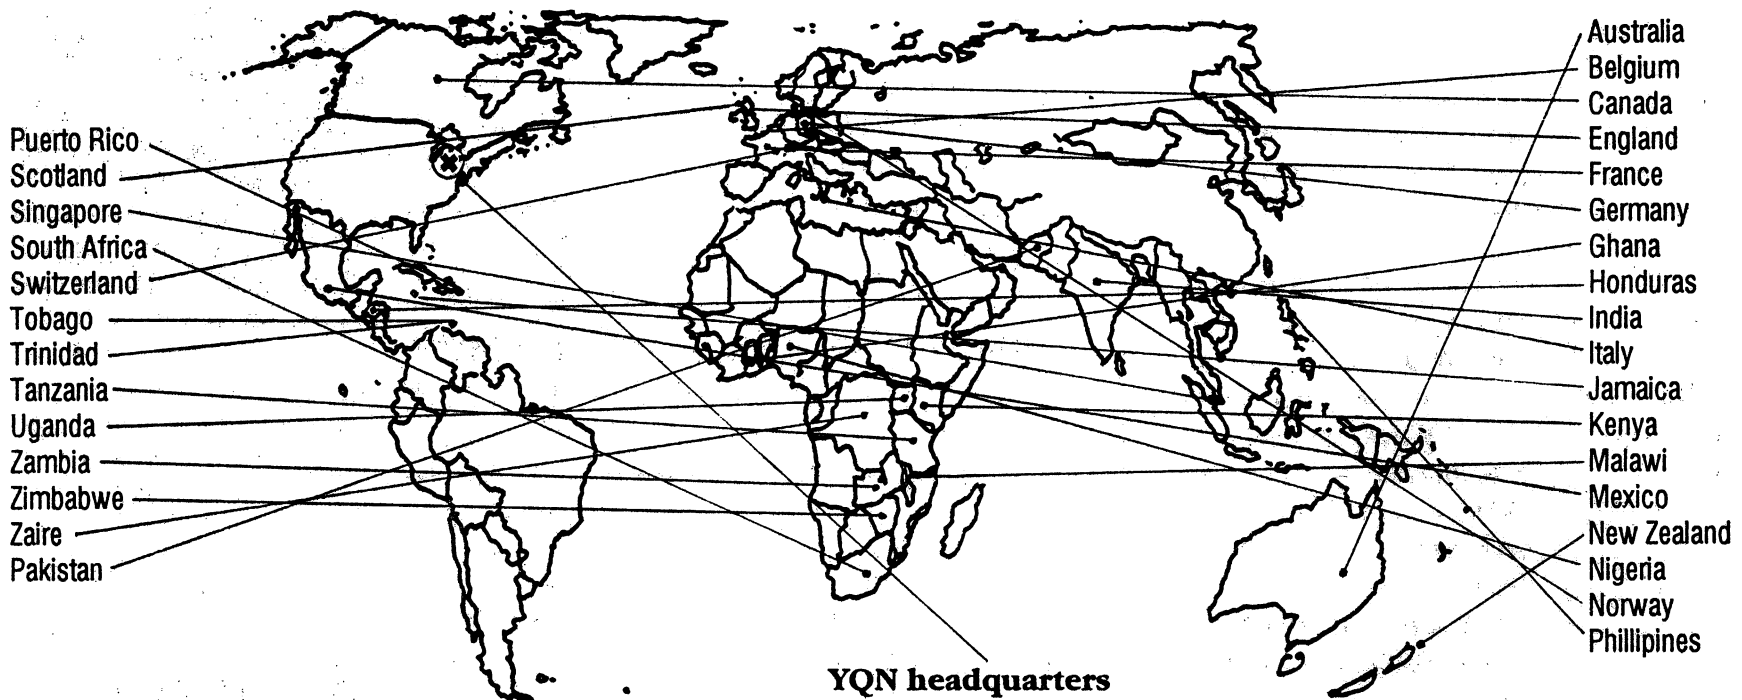 Puerto Rico
Scotland
Singapore
South Africa
Switzerland
Tobago
Trinidad
Tanzania
Uganda
Zambia
Zimbabwe
Zaire
Pakistan
Australia
Belgium
Canada
England
France
Germany
Ghana
Honduras
India
Italy
Jamaica
Kenya
Malawi
Mexico
New Zealand
Nigeria
Norway
Phillipines
YQN headquarters